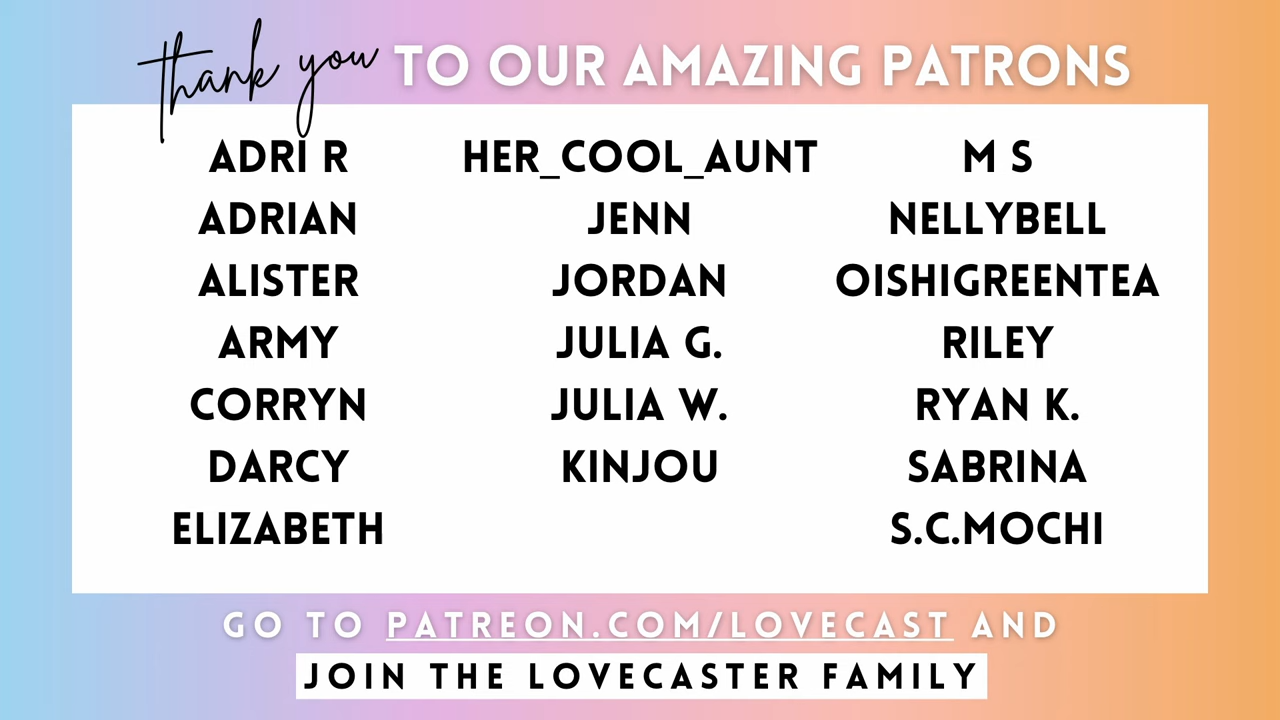 thank you TO OUR AMAZING PATRONS
ADRI R
ADRIAN
ALISTER
ARMY
CORRYN
DARCY
ELIZABETH
HER_COOL_AUNT
JENN
JORDAN
JULIA G.
JULIA W.
KINJOU
M S
NELLYBELL
OISHIGREENTEA
RILEY
RYAN K.
SABRINA
S.C.MOCHI
GO TO PATREON.COM/LOVECAST AND
JOIN THE LOVECASTER FAMILY